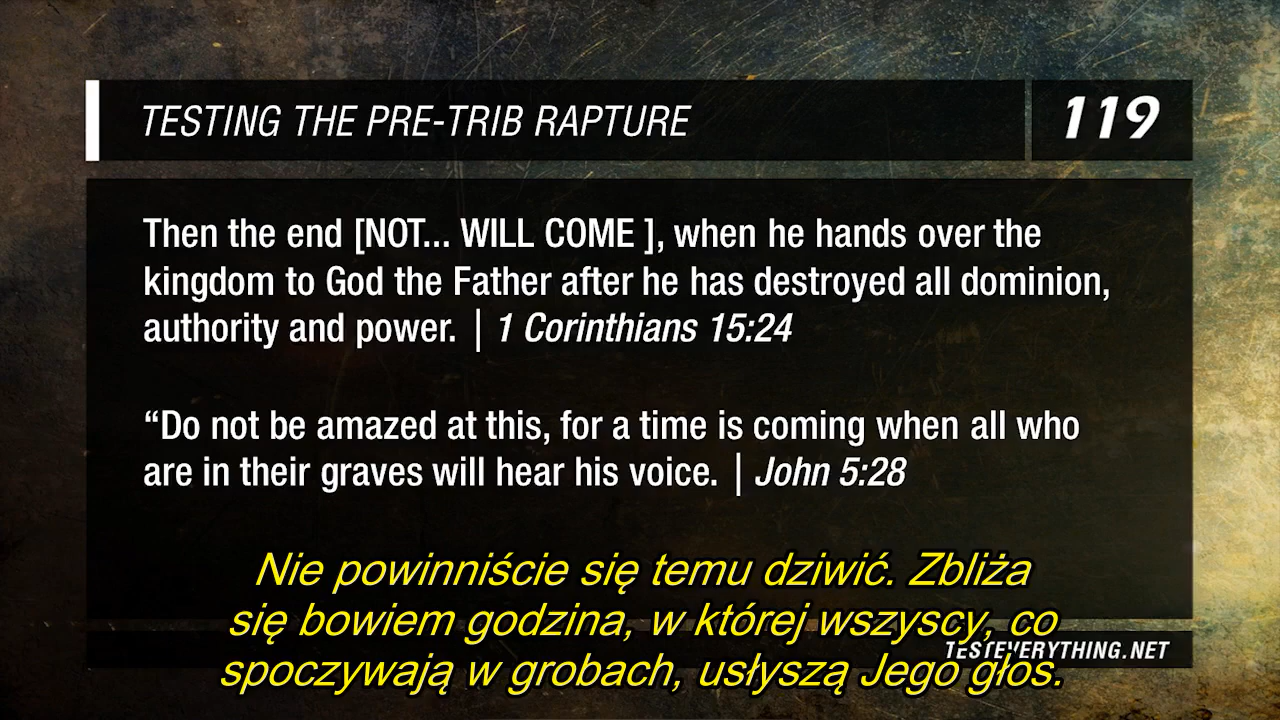 TESTING THE PRE-TRIB RAPTURE
119
Then the end [NOT... WILL COME ], when he hands over the
kingdom to God the Father after he has destroyed all dominion,
authority and power. | 1 Corinthians 15:24
“Do not be amazed at this, for a time is coming when all who
are in their graves will hear his voice. | John 5:28
Nie powinniście się temu dziwić. Zbliża
się bowiem godzina, w której wszyscy, co
TESTEVERYTHING.NET
spoczywają w grobach, usłyszą Jego głos.